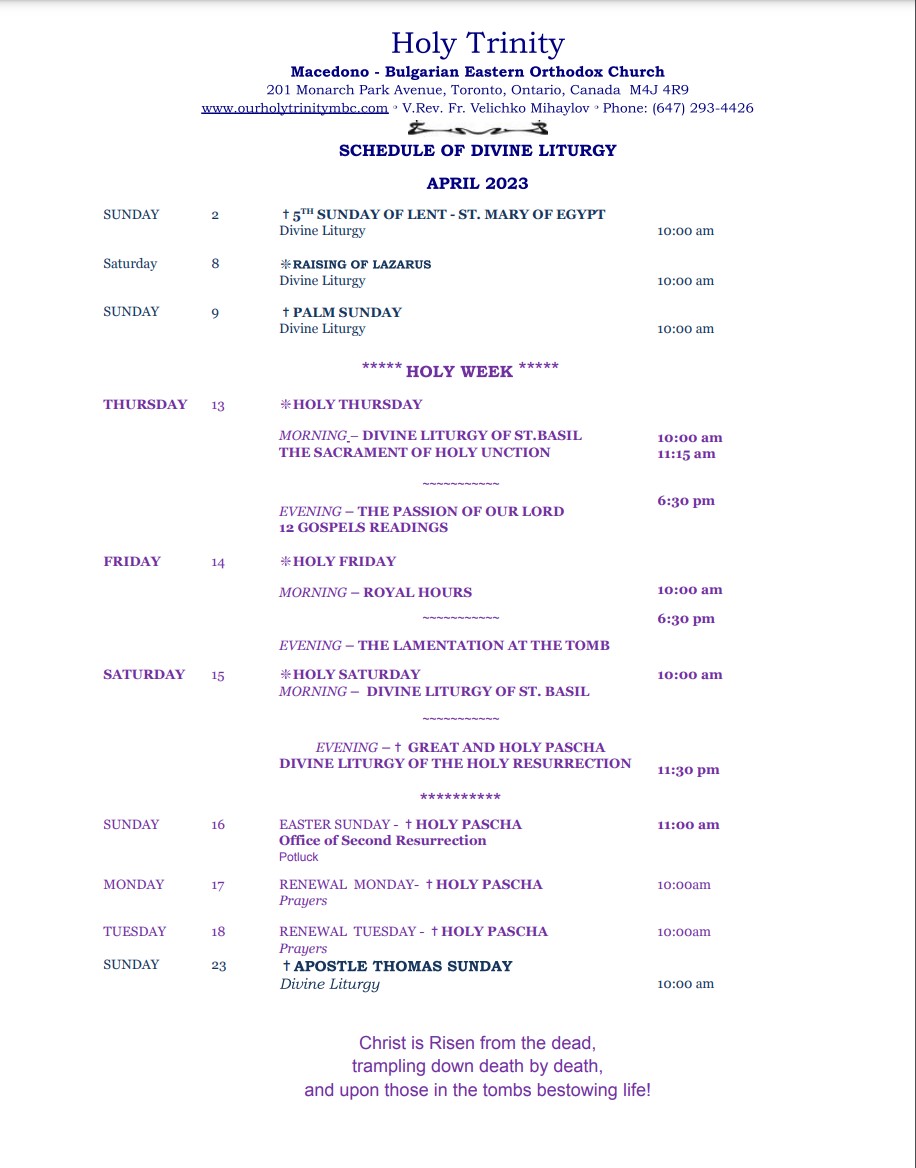 Holy Trinity
Macedono - Bulgarian Eastern Orthodox Church
201 Monarch Park Avenue, Toronto, Ontario, Canada M4J 4R9
www.ourholytrinitymbc.com ◦ V.Rev. Fr. Velichko Mihaylov ◦ Phone: (647) 293-4426
SCHEDULE OF DIVINE LITURGY
APRIL 2023
SUNDAY 2 †5TH SUNDAY OF LENT - ST. MARY OF EGYPT
Divine Liturgy 10:00 am
Saturday 8 ❈RAISING OF LAZARUS
Divine Liturgy 10:00 am
SUNDAY 9 †PALM SUNDAY
Divine Liturgy 10:00 am
***** HOLY WEEK *****
THURSDAY 13 ❈HOLY THURSDAY
MORNING – DIVINE LITURGY OF ST.BASIL 10:00 am
THE SACRAMENT OF HOLY UNCTION 11:15 am
~~~~~~~~~~~
6:30 pm
EVENING – THE PASSION OF OUR LORD
12 GOSPELS READINGS
FRIDAY 14 ❈HOLY FRIDAY
MORNING – ROYAL HOURS 10:00 am
~~~~~~~~~~~ 6:30 pm
EVENING – THE LAMENTATION AT THE TOMB
SATURDAY 15 ❈HOLY SATURDAY 10:00 am
MORNING – DIVINE LITURGY OF ST. BASIL
~~~~~~~~~~~
EVENING – † GREAT AND HOLY PASCHA
DIVINE LITURGY OF THE HOLY RESURRECTION 11:30 pm
**********
SUNDAY 16 EASTER SUNDAY - †HOLY PASCHA 11:00 am
Office of Second Resurrection
Potluck
MONDAY 17 RENEWAL MONDAY- †HOLY PASCHA 10:00am
Prayers
TUESDAY 18 RENEWAL TUESDAY - †HOLY PASCHA 10:00am
Prayers
SUNDAY 23 †APOSTLE THOMAS SUNDAY
Divine Liturgy 10:00 am
Christ is Risen from the dead,
trampling down death by death,
and upon those in the tombs bestowing life!